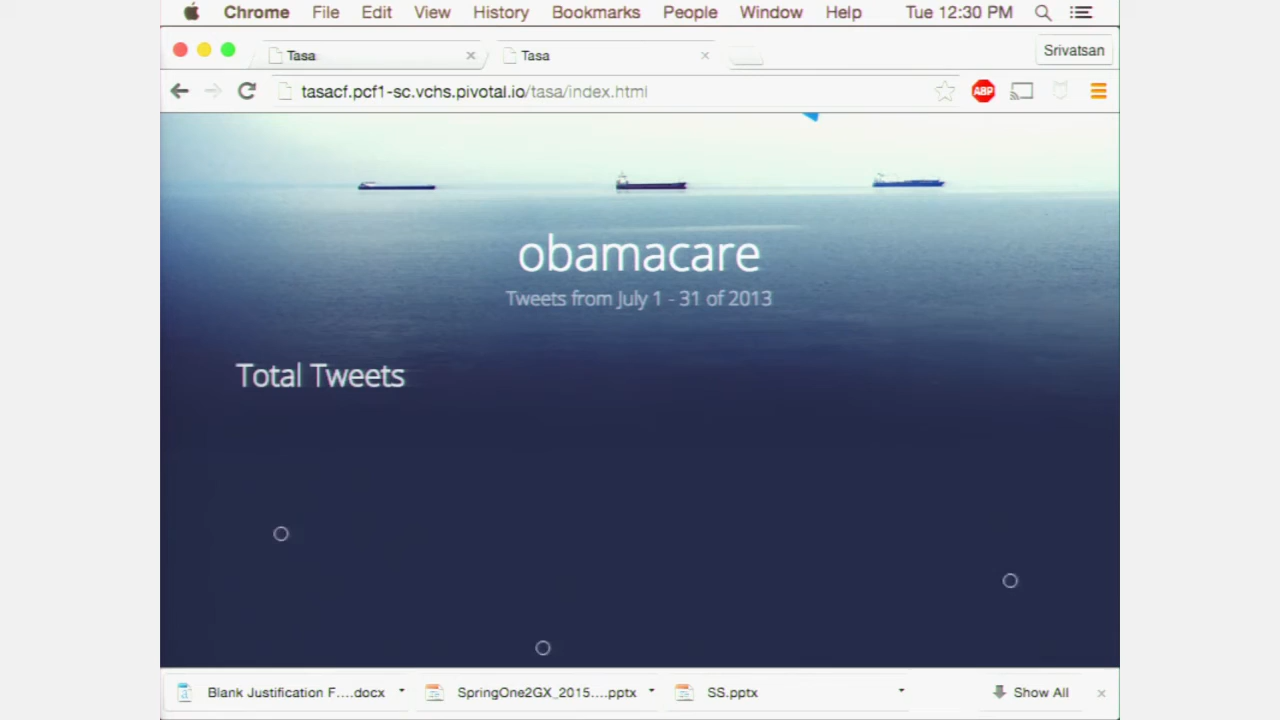 Chrome File Edit View History Bookmarks People Window Help Tue 12:30 PM
Tasa
Tasa
Srivatsan
tasacf.pcf1-sc.vchs.pivotal.io/tasa/index.html
ABP
obamacare
Tweets from July 1 - 31 of 2013
Total Tweets
Blank Justification F....docx
SpringOne2GX_2015....pptx
SS.pptx
Show All